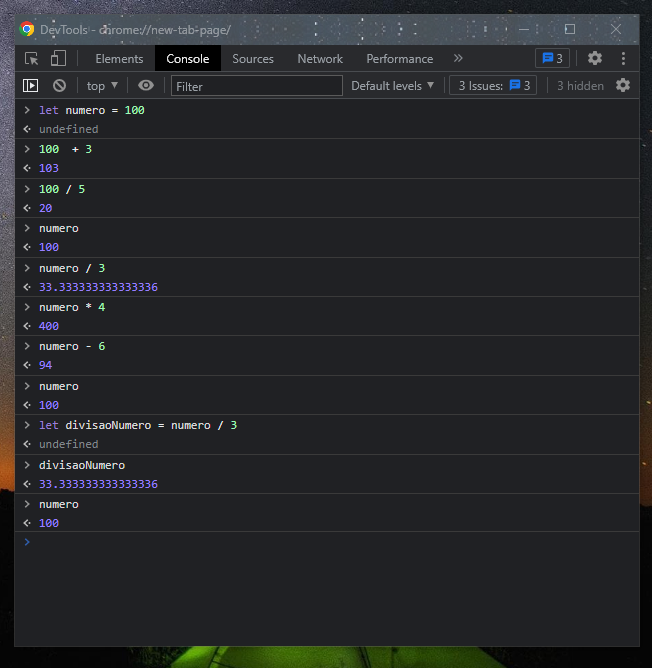 DevTools - chrome://new-tab-page/
Elements Console Sources Network Performance » 3
top ▼ Filter Default levels ▼ 3 Issues: 3 3 hidden
> let numero = 100
<· undefined
> 100  + 3
<· 103
> 100 / 5
<· 20
> numero
<· 100
> numero / 3
<· 33.333333333333336
> numero * 4
<· 400
> numero - 6
<· 94
> numero
<· 100
> let divisaoNumero = numero / 3
<· undefined
> divisaoNumero
<· 33.333333333333336
> numero
<· 100
>